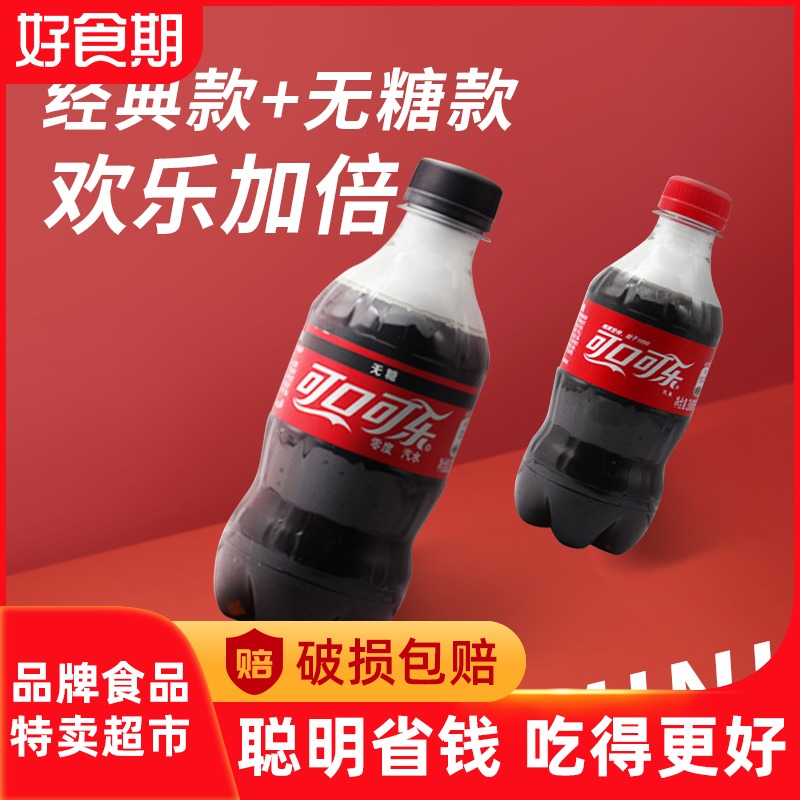 好食期
经典款+无糖款
欢乐加倍
无糖
可口可乐
零度 汽水
可口可乐
汽水
赔 破损包赔
品牌食品
特卖超市
聪明省钱 吃得更好